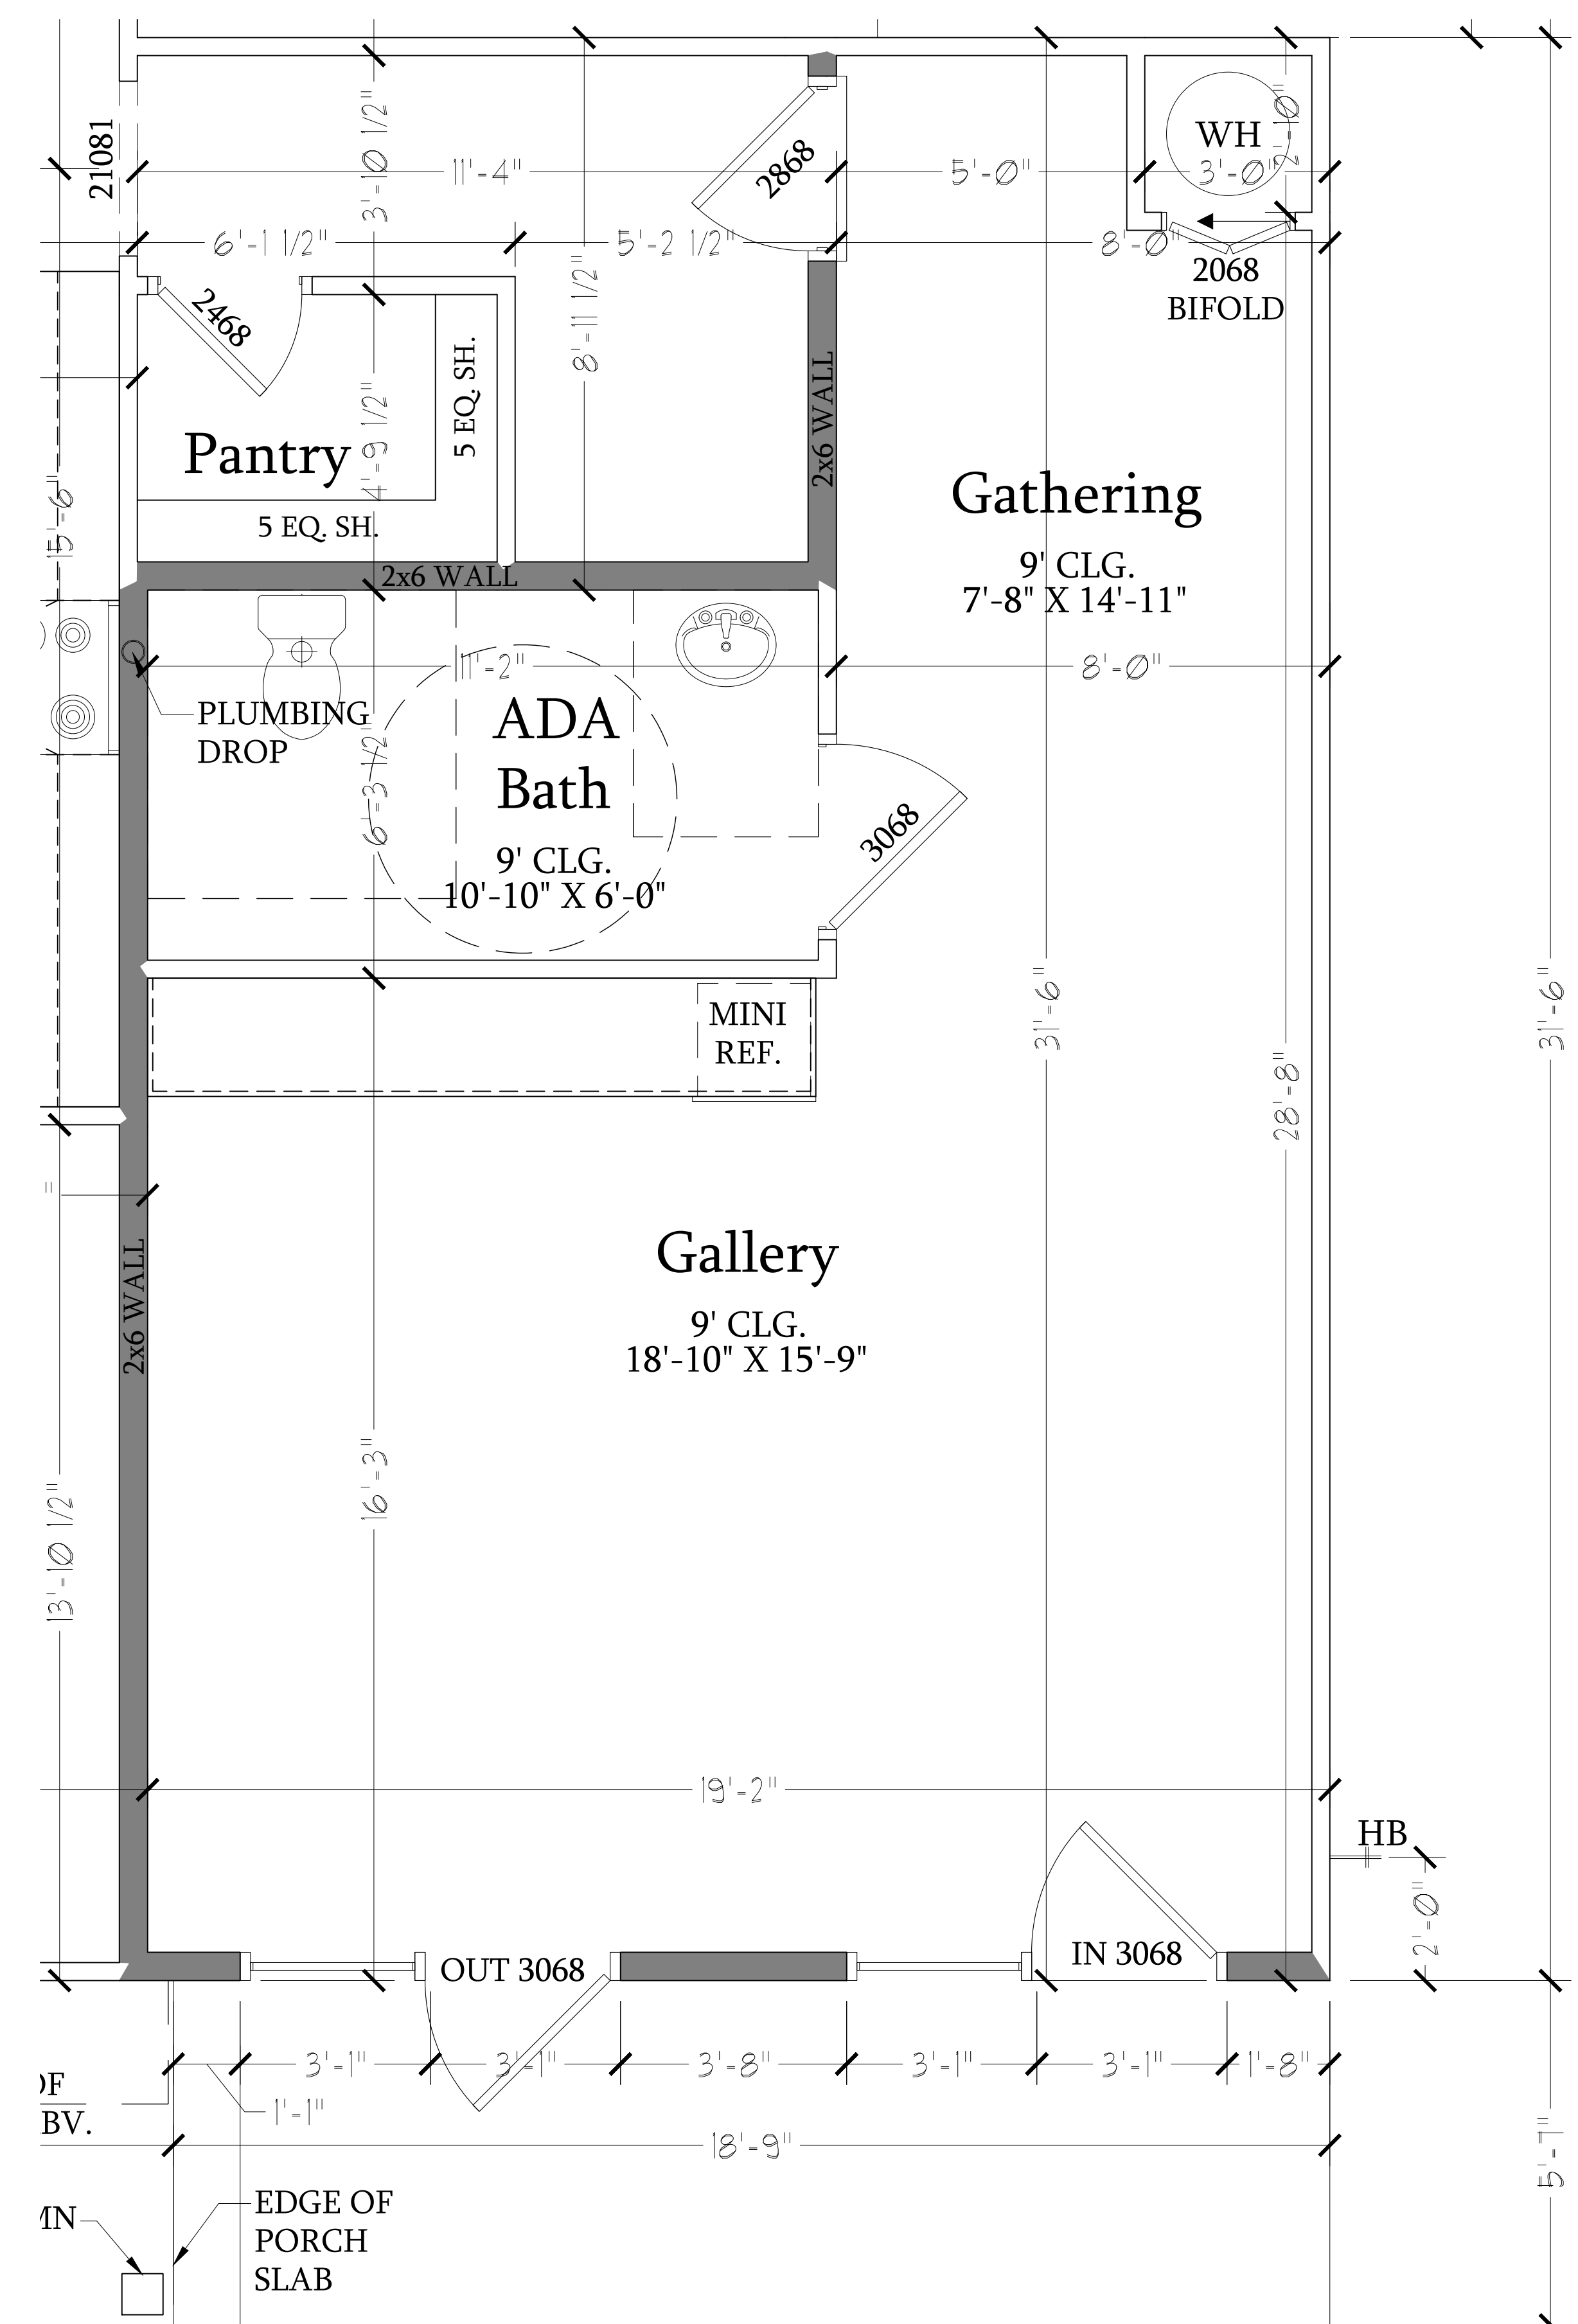 21081
3'-10 1/2"
11'-4"
2868
5'-0"
WH
3'-0"
2'-10"
6'-1 1/2"
5'-2 1/2"
8'-0"
2068
BIFOLD
2468
8'-11 1/2"
5 EQ. SH.
4'-9 1/2"
2x6 WALL
Pantry
5 EQ. SH.
15'-6"
Gathering
9' CLG.
7'-8" X 14'-11"
2x6 WALL
11'-2"
8'-0"
PLUMBING
DROP
ADA
Bath
9' CLG.
10'-10" X 6'-0"
6'-3 1/2"
3068
MINI
REF.
31'-6"
31'-6"
28'-8"
"
2x6 WALL
Gallery
9' CLG.
18'-10" X 15'-9"
16'-3"
13'-10 1/2"
19'-2"
HB
2'-0"
OUT 3068
IN 3068
3'-1"
3'-1"
3'-8"
3'-1"
3'-1"
1'-8"
1'-1"
OF
BV.
18'-9"
5'-7"
MN
EDGE OF
PORCH
SLAB